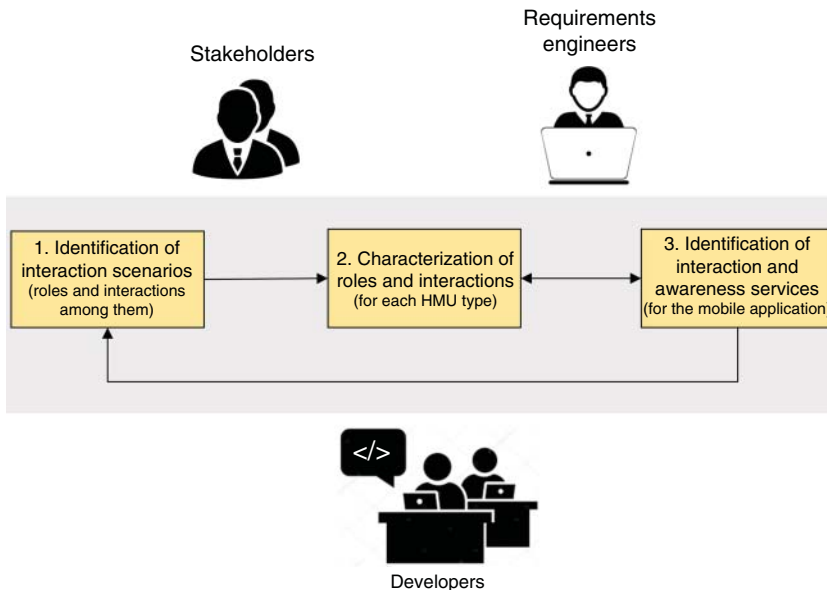 Stakeholders
Requirements
engineers
1. Identification of
interaction scenarios
(roles and interactions
among them)
2. Characterization of
roles and interactions
(for each HMU type)
3. Identification of
interaction and
awareness services
(for the mobile application)
</>
Developers